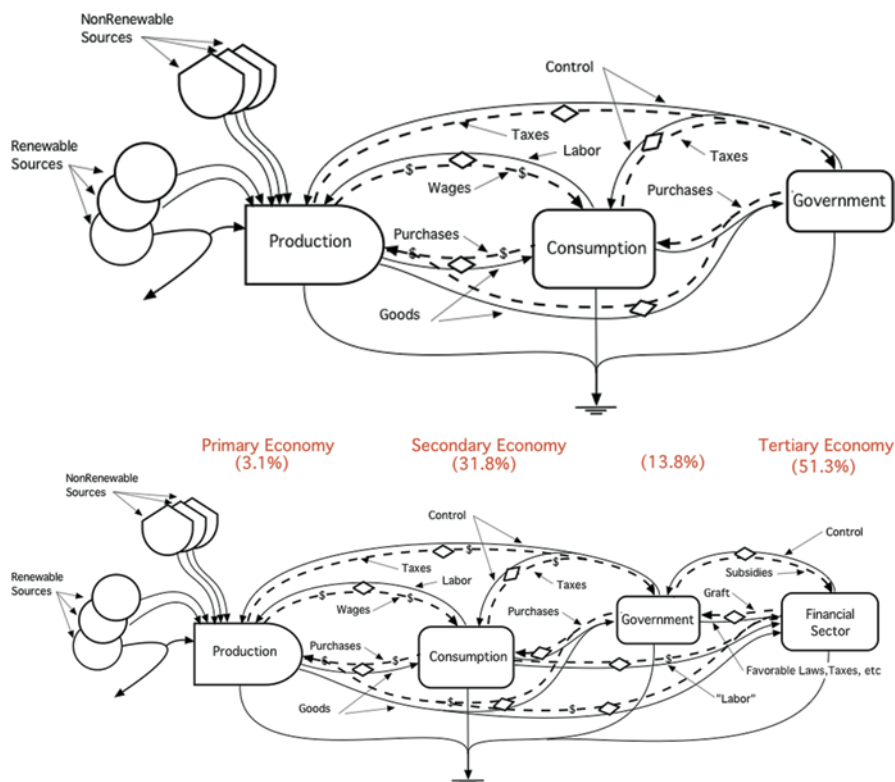 NonRenewable
Sources
Control
Renewable
Sources
Taxes
Labor
Taxes
$
$
Wages
Purchases
Government
Production
Purchases
$
$
Consumption
Goods
Primary Economy
(3.1%)
Secondary Economy
(31.8%)
(13.8%)
Tertiary Economy
(51.3%)
NonRenewable
Sources
Control
Control
$
$
Renewable
Sources
Taxes
Labor
Taxes
Subsidies
$
$
Wages
Purchases
Graft
Government
Financial
Sector
Production
Purchases
$
$
Consumption
$
$
Favorable Laws,Taxes, etc
Goods
$
$
"Labor"